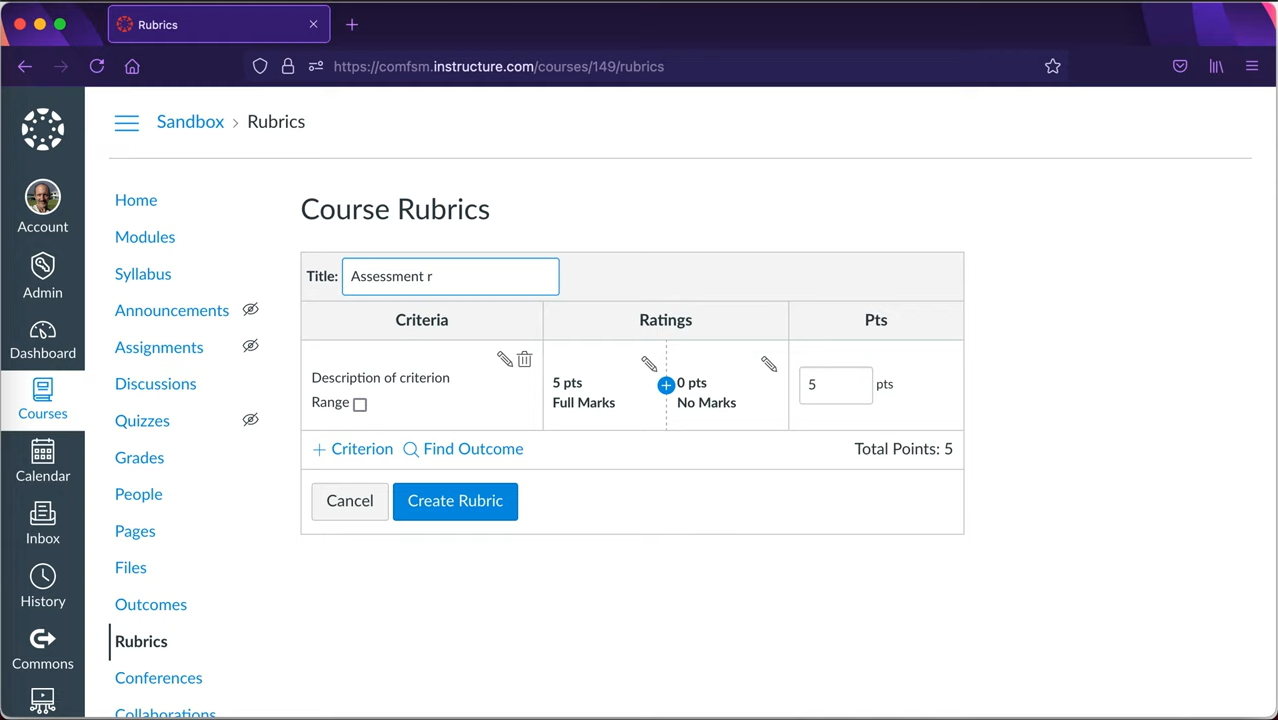 Rubrics
https://comfsm.instructure.com/courses/149/rubrics
Sandbox > Rubrics
Account
Admin
Dashboard
Courses
Calendar
Inbox
History
Commons
Home
Modules
Syllabus
Announcements
Assignments
Discussions
Quizzes
Grades
People
Pages
Files
Outcomes
Rubrics
Conferences
Collaborations
Course Rubrics
Title: Assessment r
Criteria Ratings Pts
Description of criterion
Range
5 pts
Full Marks
0 pts
No Marks
5 pts
+ Criterion Find Outcome Total Points: 5
Cancel Create Rubric